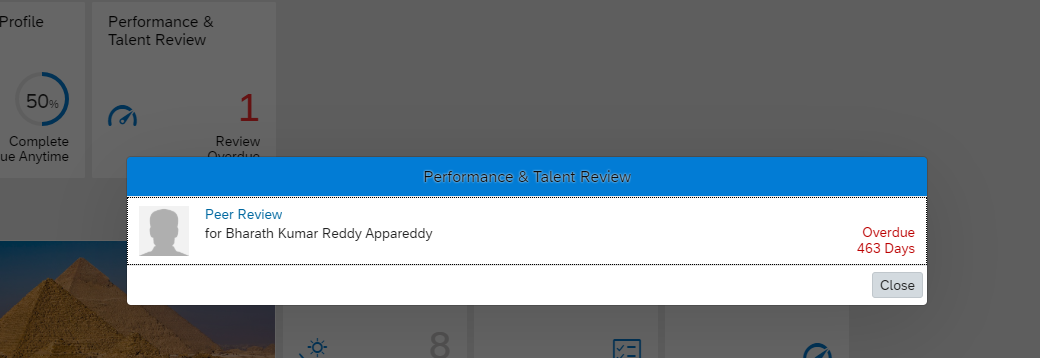 Profile
Performance &
Talent Review
50%
1
Complete
Review
ue Anytime
Overdue
Performance & Talent Review
Peer Review
for Bharath Kumar Reddy Appareddy
Overdue
463 Days
Close
8